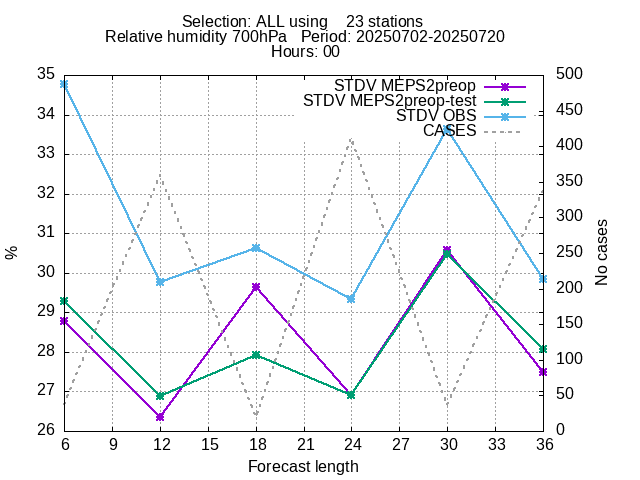 Selection: ALL using 23 stations
Relative humidity 700hPa Period: 20250702-20250720
Hours: 00
STDV MEPS2preop
STDV MEPS2preop-test
STDV OBS
CASES
35
34
33
32
31
30
29
28
27
26
%
500
450
400
350
300
250
200
150
100
50
0
No cases
6 9 12 15 18 21 24 27 30 33 36
Forecast length